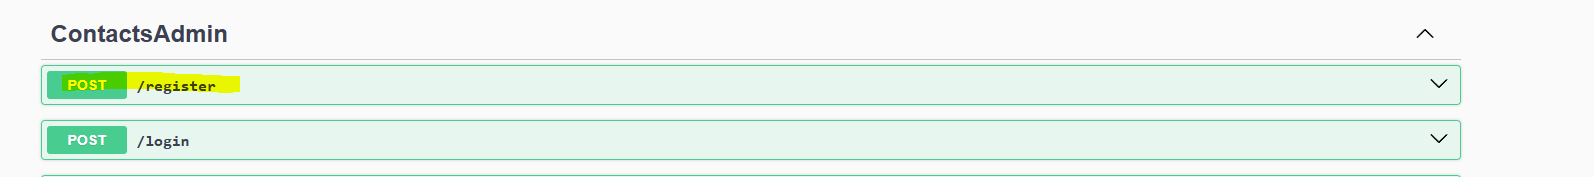 ContactsAdmin
POST /register
POST /login